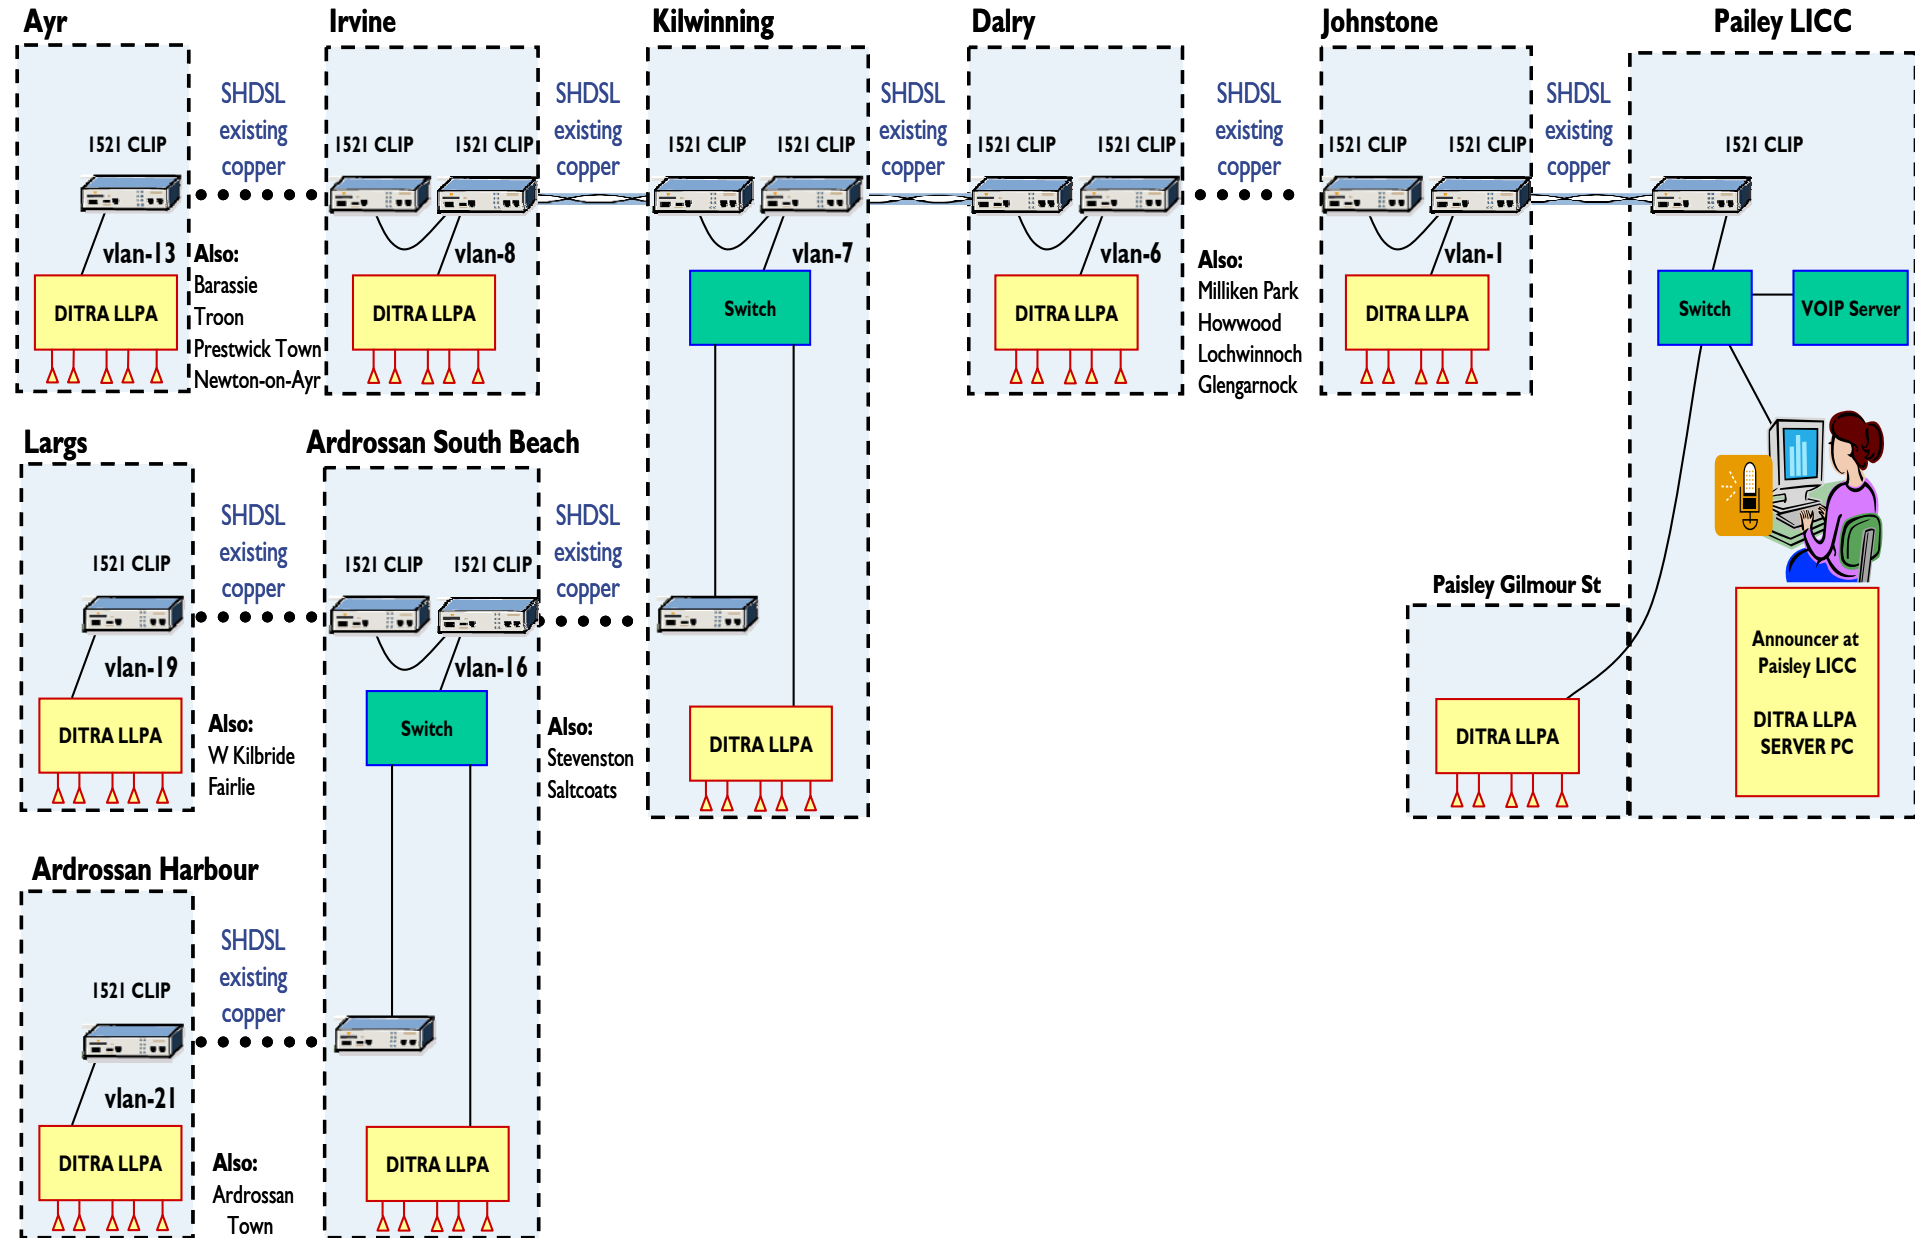 Ayr
Irvine
Kilwinning
Dalry
Johnstone
Pailey LICC
SHDSL
existing
copper
SHDSL
existing
copper
SHDSL
existing
copper
SHDSL
existing
copper
SHDSL
existing
copper
1521 CLIP
1521 CLIP
1521 CLIP
1521 CLIP
1521 CLIP
1521 CLIP
1521 CLIP
1521 CLIP
1521 CLIP
1521 CLIP
vlan-13
vlan-8
vlan-7
vlan-6
vlan-1
Also:
Barassie
Troon
Prestwick Town
Newton-on-Ayr
Also:
Milliken Park
Howwood
Lochwinnoch
Glengarnock
DITRA LLPA
DITRA LLPA
Switch
DITRA LLPA
DITRA LLPA
Switch
VOIP Server
Largs
Ardrossan South Beach
SHDSL
existing
copper
SHDSL
existing
copper
1521 CLIP
1521 CLIP
1521 CLIP
vlan-19
vlan-16
DITRA LLPA
Also:
W Kilbride
Fairlie
Switch
Also:
Stevenston
Saltcoats
DITRA LLPA
Paisley Gilmour St
DITRA LLPA
Announcer at
Paisley LICC
DITRA LLPA
SERVER PC
Ardrossan Harbour
SHDSL
existing
copper
1521 CLIP
vlan-21
DITRA LLPA
Also:
Ardrossan
Town
DITRA LLPA